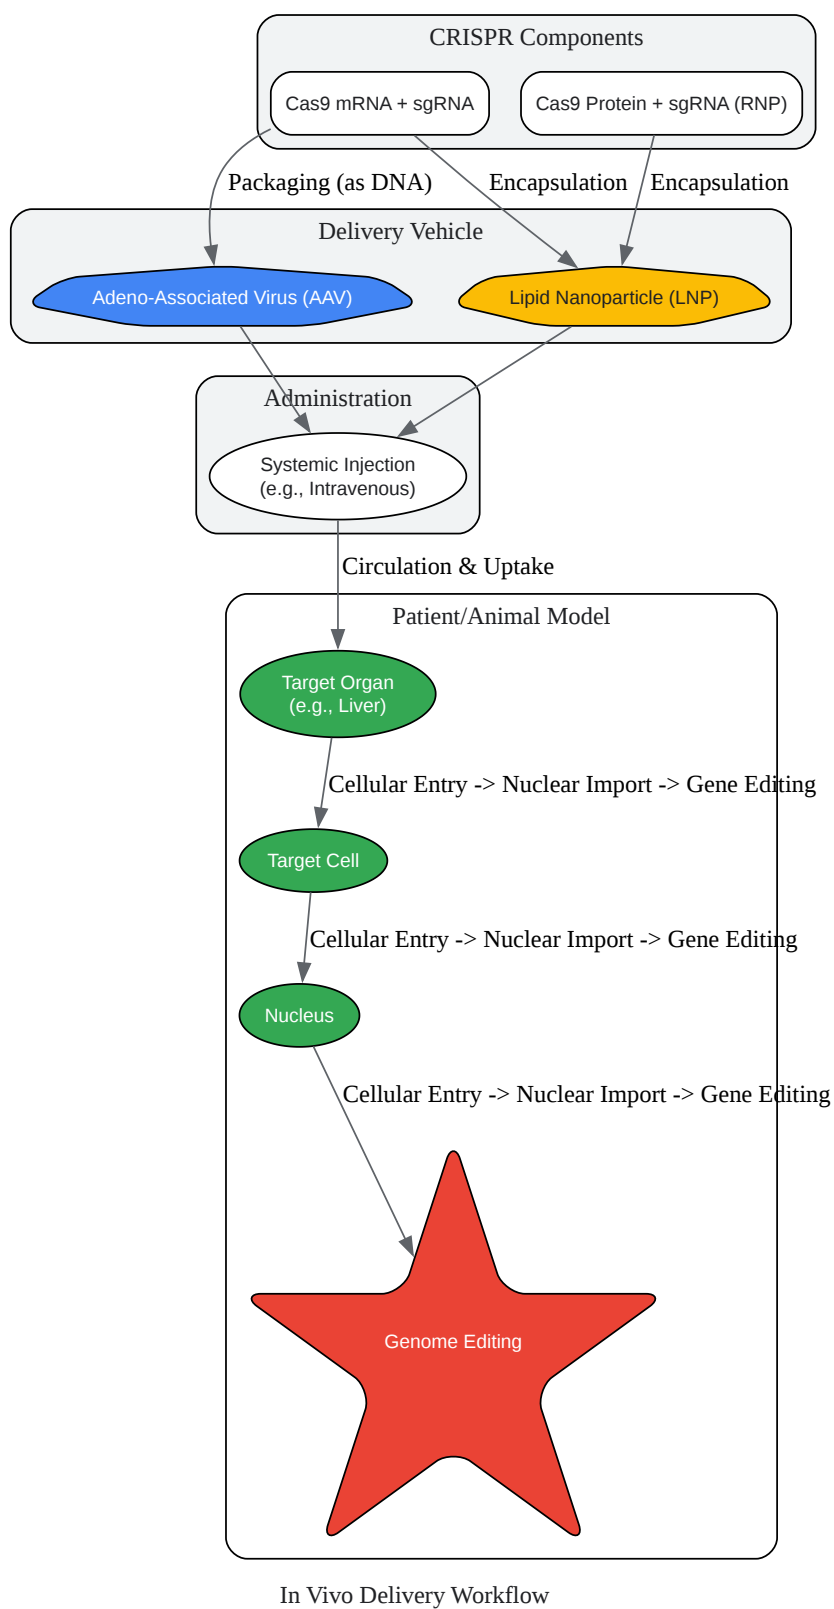 CRISPR Components
Cas9 mRNA + sgRNA
Cas9 Protein + sgRNA (RNP)
Packaging (as DNA)
Encapsulation
Encapsulation
Delivery Vehicle
Adeno-Associated Virus (AAV)
Lipid Nanoparticle (LNP)
Administration
Systemic Injection
(e.g., Intravenous)
Circulation & Uptake
Patient/Animal Model
Target Organ
(e.g., Liver)
Cellular Entry -> Nuclear Import -> Gene Editing
Target Cell
Cellular Entry -> Nuclear Import -> Gene Editing
Nucleus
Cellular Entry -> Nuclear Import -> Gene Editing
Genome Editing
In Vivo Delivery Workflow